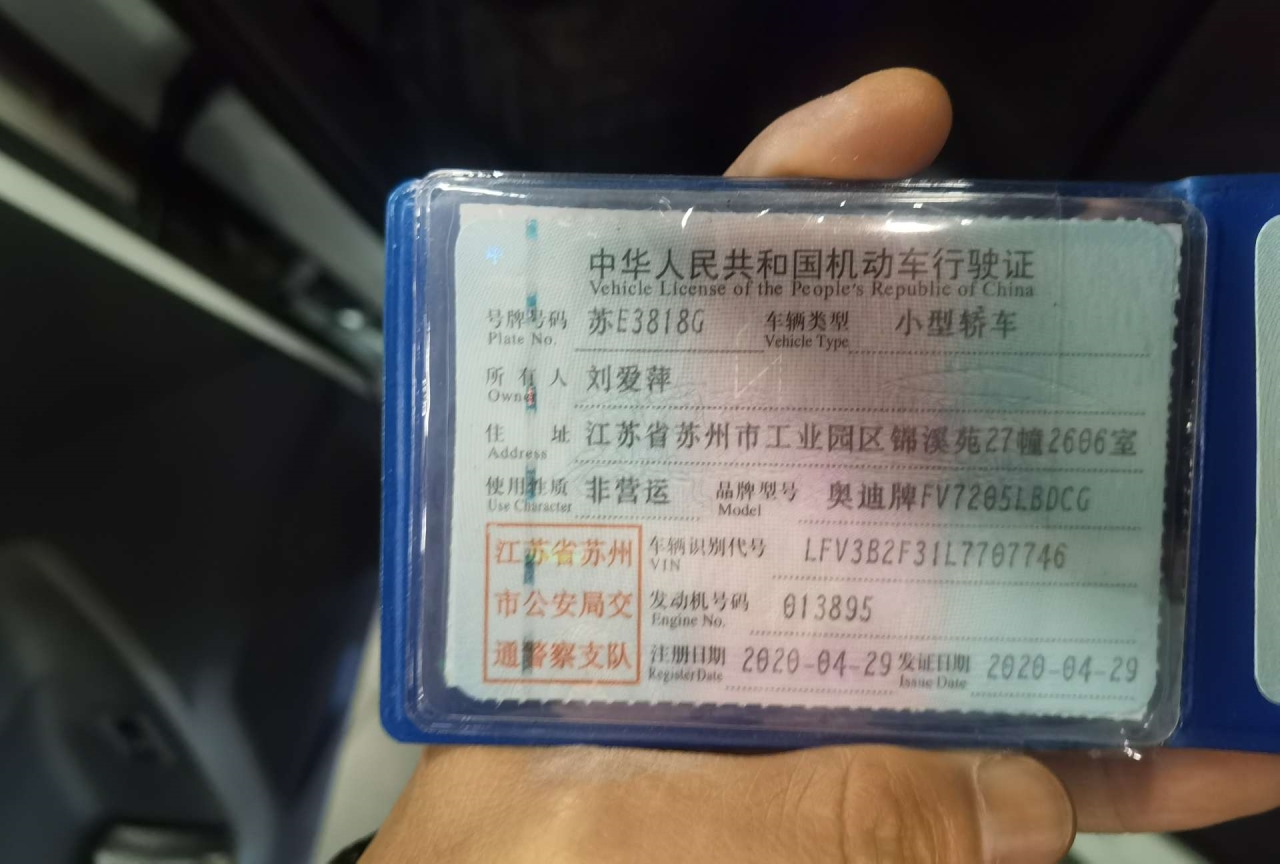 中华人民共和国机动车行驶证
Vehicle License of the People's Republic of China
号牌号码 苏E3818G 车辆类型 小型轿车
Plate No. Vehicle Type
所有人 刘爱萍
Owner
住址 江苏省苏州市工业园区锦溪苑27幢2606室
Address
使用性质 非营运 品牌型号 奥迪牌FV7205LBDCG
Use Character Model
江苏省苏州 车辆识别代号 LFV3B2F31L7707746
VIN
市公安局交 发动机号码 013895
Engine No.
通警察支队 注册日期 2020-04-29 发证日期 2020-04-29
Register Date Issue Date